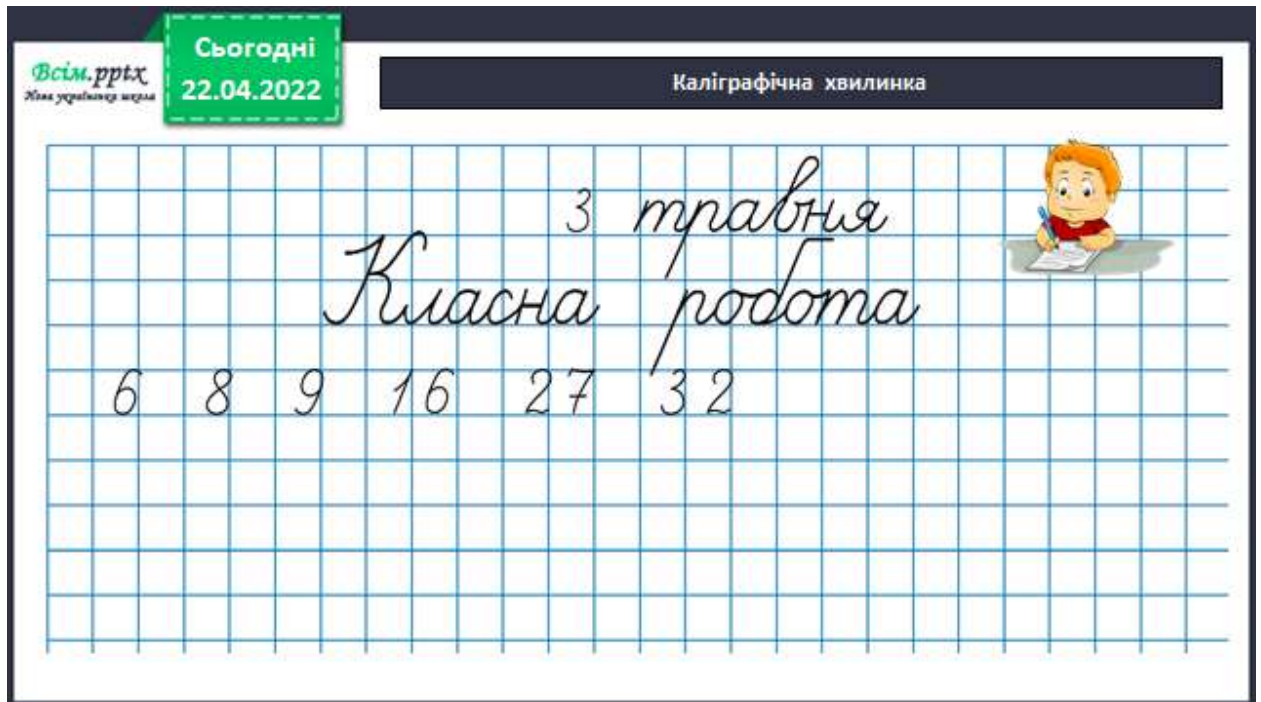 Сьогодні
22.04.2022
Всім.pptx
Нова українська школа
Каліграфічна хвилинка
3 травня
Класна робота
6 8 9 16 27 32